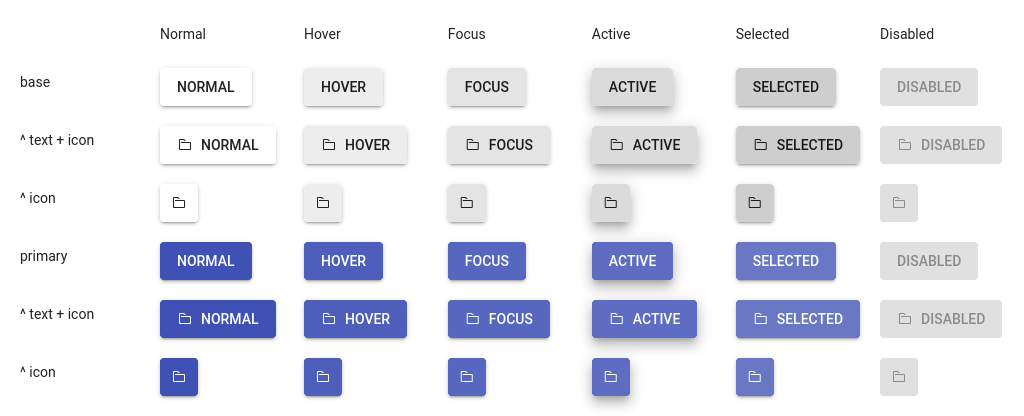 Normal Hover Focus Active Selected Disabled
base NORMAL HOVER FOCUS ACTIVE SELECTED DISABLED
^ text + icon NORMAL HOVER FOCUS ACTIVE SELECTED DISABLED
^ icon
primary NORMAL HOVER FOCUS ACTIVE SELECTED DISABLED
^ text + icon NORMAL HOVER FOCUS ACTIVE SELECTED DISABLED
^ icon